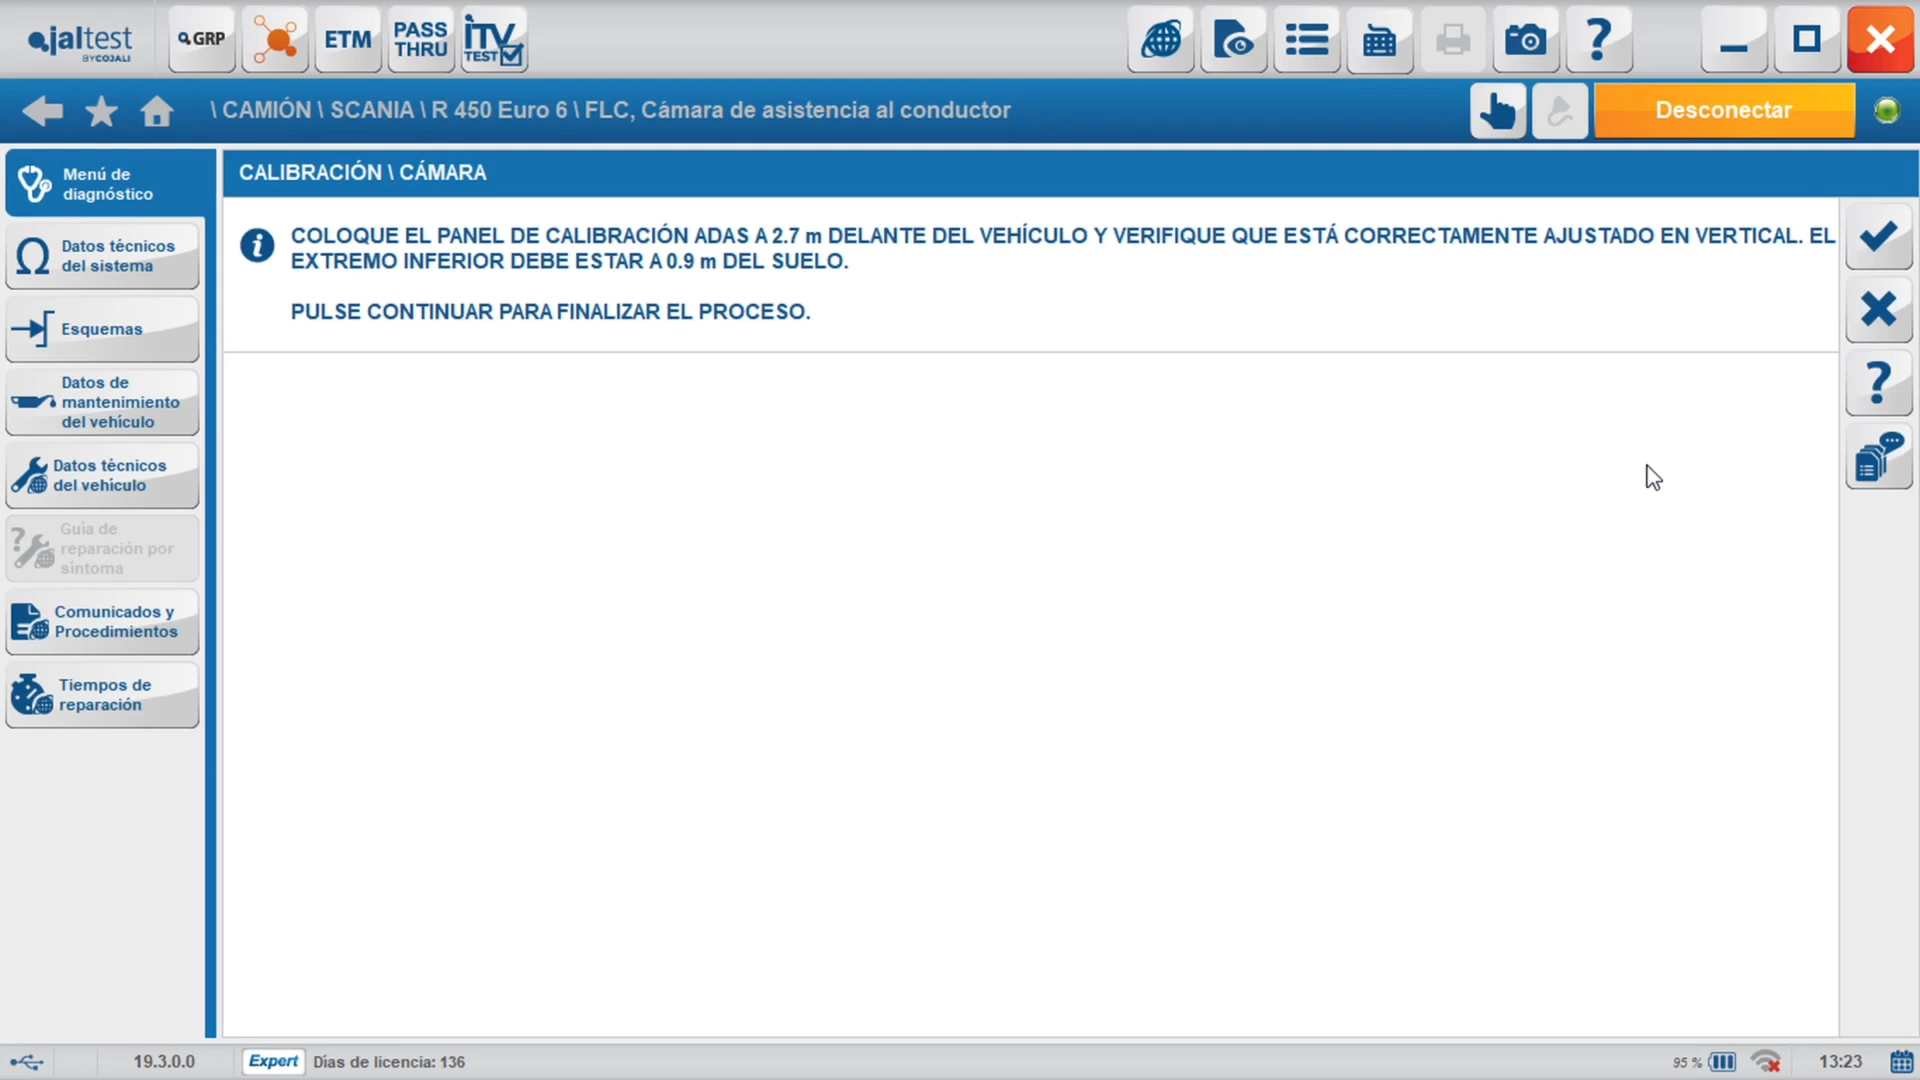 jaltest
BY COJALI
GRP
ETM
PASS
THRU
iTV
TEST
\ CAMIÓN \ SCANIA \ R 450 Euro 6 \ FLC, Cámara de asistencia al conductor
Desconectar
Menú de
diagnóstico
Datos técnicos
del sistema
Esquemas
Datos de
mantenimiento
del vehículo
Datos técnicos
del vehículo
Guía de
reparación por
síntoma
Comunicados y
Procedimientos
Tiempos de
reparación
CALIBRACIÓN \ CÁMARA
COLOQUE EL PANEL DE CALIBRACIÓN ADAS A 2.7 m DELANTE DEL VEHÍCULO Y VERIFIQUE QUE ESTÁ CORRECTAMENTE AJUSTADO EN VERTICAL. EL
EXTREMO INFERIOR DEBE ESTAR A 0.9 m DEL SUELO.
PULSE CONTINUAR PARA FINALIZAR EL PROCESO.
19.3.0.0
Expert
Días de licencia: 136
95 %
13:23